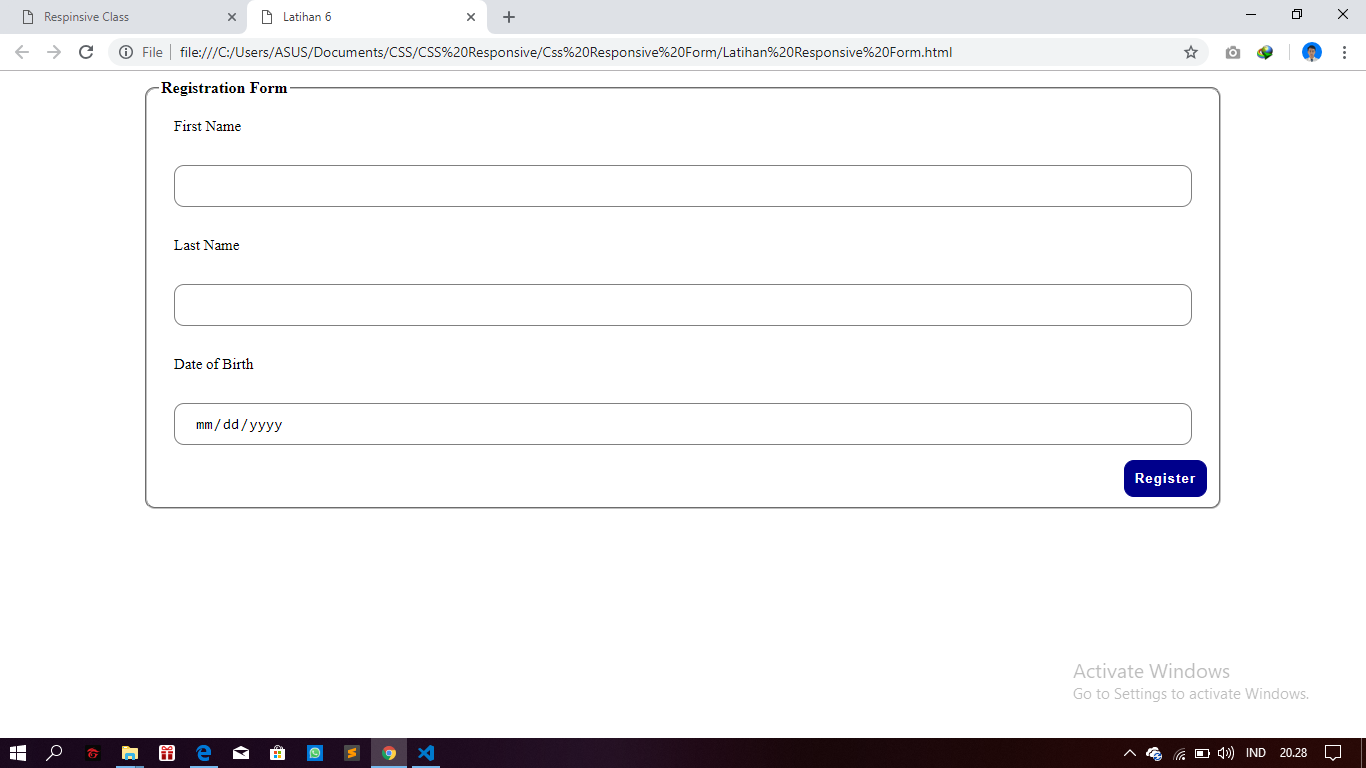 Respinsive Class
Latihan 6
File file:///C:/Users/ASUS/Documents/CSS/CSS%20Responsive/Css%20Responsive%20Form/Latihan%20Responsive%20Form.html
Registration Form
First Name
Last Name
Date of Birth
mm/dd/yyyy
Register
Activate Windows
Go to Settings to activate Windows.
IND 20.28